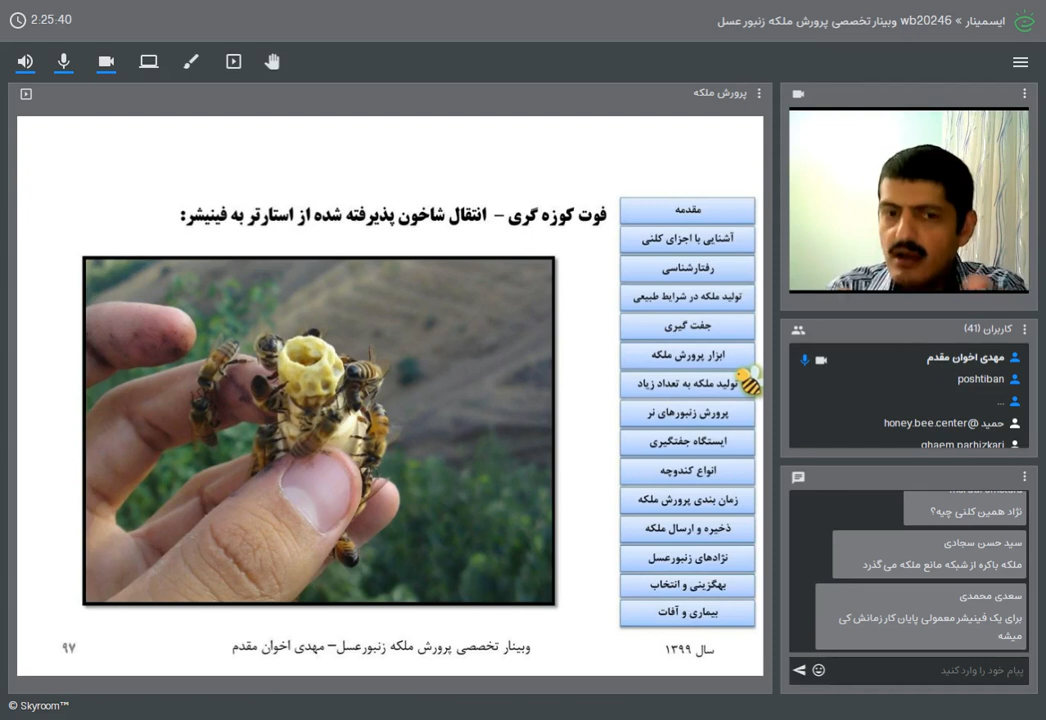 2.25.40
ایسمینار » wb20246 وبینار تخصصی پرورش ملکه زنبور عسل
پرورش ملکه
فوت کوزه گری – انتقال شاخون پذیرفته شده از استارتر به فینیشر:
مقدمه
آشنایی با اجزای کلنی
رفتارشناسی
تولید ملکه در شرایط طبیعی
جفت گیری
ابزار پرورش ملکه
تولید ملکه به تعداد زیاد
پرورش زنبورهای نر
ایستگاه جفتگیری
انواع کندوچه
زمان بندی پرورش ملکه
ذخیره و ارسال ملکه
نژادهای زنبورعسل
بهگزینی و انتخاب
بیماری و آفات
سال ۱۳۹۹
وبینار تخصصی پرورش ملکه زنبورعسل– مهدی اخوان مقدم
۹۷
کاربران (41)
مهدی اخوان مقدم
poshtiban
...
حمید @honey.bee.center
ghaem parhizkari
نژاد همین کلنی چیه؟
سید حسن سجادی
ملکه باکره از شبکه مانع ملکه می گذرد
سعدی محمدی
برای یک فینیشر معمولی پایان کار زمانش کی
میشه
پیام خود را وارد کنید
© Skyroom™